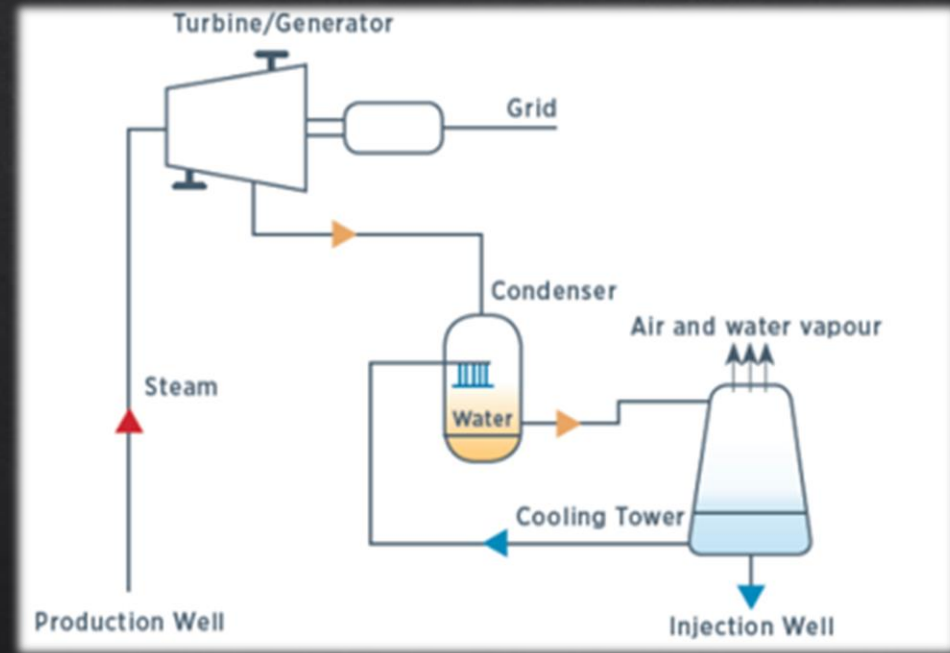 Turbine/Generator
Grid
Condenser
Air and water vapour
Steam
Water
Cooling Tower
Production Well
Injection Well